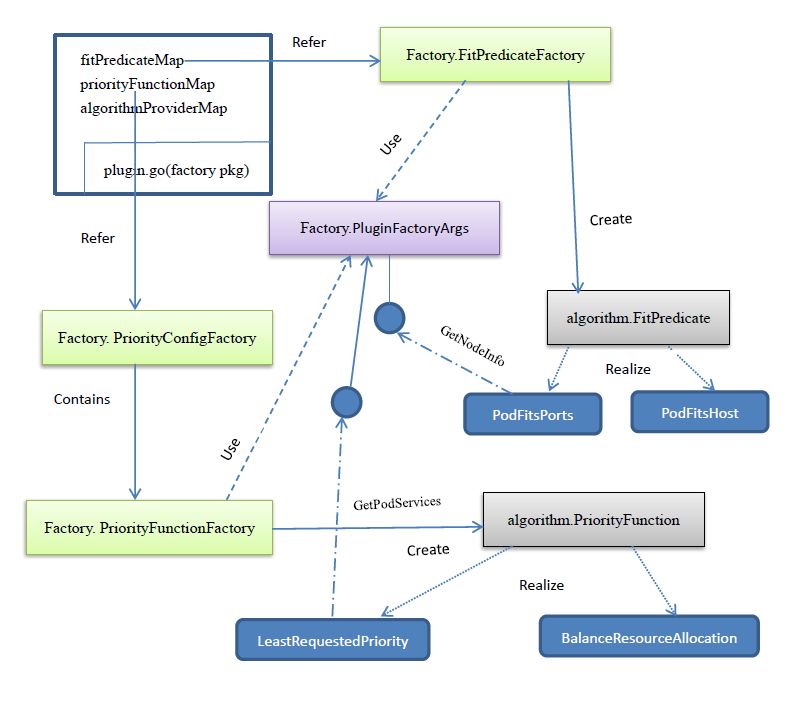 fitPredicateMap
priorityFunctionMap
algorithmProviderMap
plugin.go(factory pkg)
Refer
Factory.FitPredicateFactory
Use
Factory.PluginFactoryArgs
Create
Refer
algorithm.FitPredicate
Factory. PriorityConfigFactory
GetNodeInfo
Realize
Contains
PodFitsPorts
PodFitsHost
Use
Factory. PriorityFunctionFactory
GetPodServices
algorithm.PriorityFunction
Create
Realize
LeastRequestedPriority
BalanceResourceAllocation